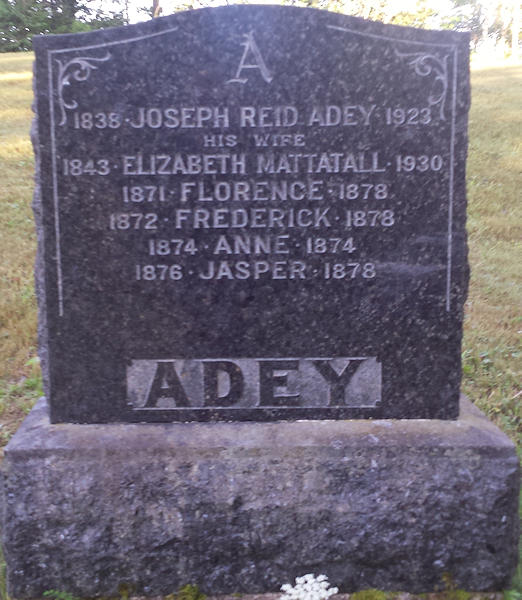 A
1838·JOSEPH REID ADEY·1923
HIS WIFE
1843·ELIZABETH MATTATALL·1930
1871·FLORENCE·1878
1872·FREDERICK·1878
1874·ANNE·1874
1876·JASPER·1878
ADEY